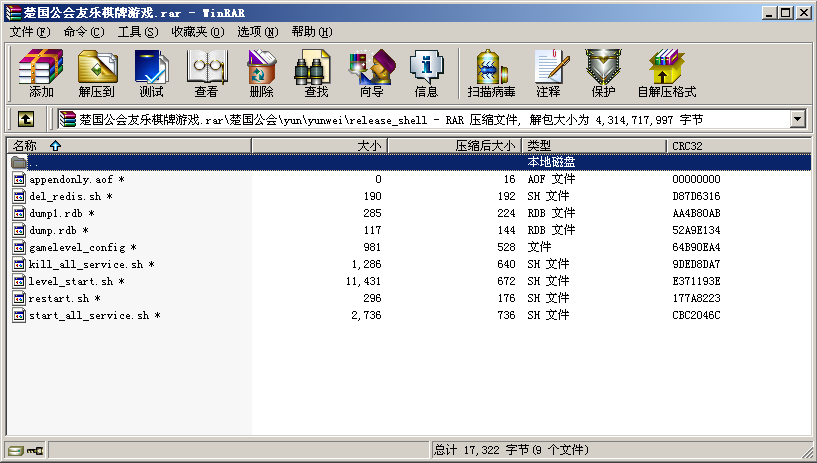 楚国公会友乐棋牌游戏.rar - WinRAR
文件(F) 命令(C) 工具(S) 收藏夹(O) 选项(N) 帮助(H)
添加 解压到 测试 查看 删除 查找 向导 信息 扫描病毒 注释 保护 自解压格式
楚国公会友乐棋牌游戏.rar\楚国公会\yun\yunwei\release_shell - RAR 压缩文件, 解包大小为 4,314,717,997 字节
名称 大小 压缩后大小 类型 CRC32
.. 本地磁盘
appendonly.aof * 0 16 AOF 文件 00000000
del_redis.sh * 190 192 SH 文件 D87D6316
dump1.rdb * 285 224 RDB 文件 AA4B80AB
dump.rdb * 117 144 RDB 文件 52A9E134
gamelevel_config * 981 528 文件 64B90EA4
kill_all_service.sh * 1,286 640 SH 文件 9DED8DA7
level_start.sh * 11,431 672 SH 文件 E371193E
restart.sh * 296 176 SH 文件 177A8223
start_all_service.sh * 2,736 736 SH 文件 CBC2046C
总计 17,322 字节(9 个文件)